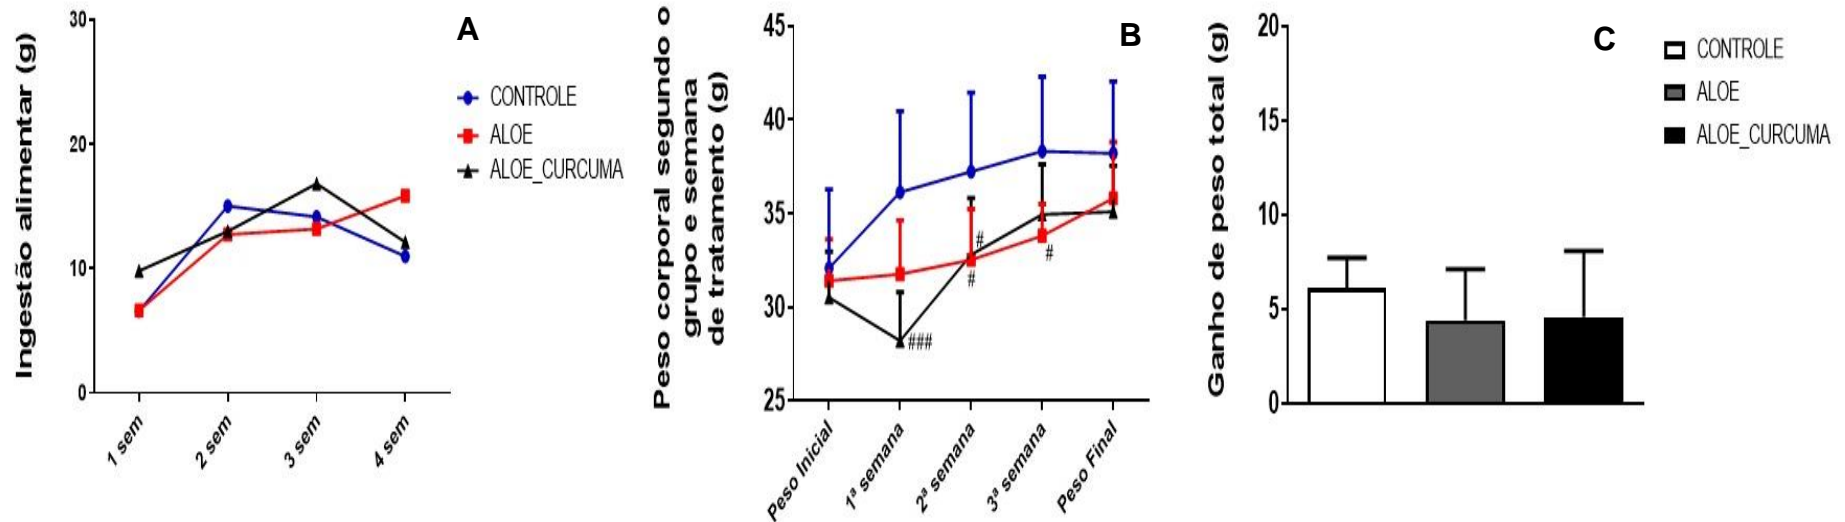 Ingestão alimentar (g)
30
20
10
0
1 sem
2 sem
3 sem
4 sem
A
CONTROLE
ALOE
ALOE_CURCUMA
Peso corporal segundo o
grupo e semana
de tratamento (g)
45
40
35
30
25
Peso Inicial
1ª semana
2ª semana
3ª semana
Peso Final
B
###
#
#
#
Ganho de peso total (g)
20
15
10
5
0
C
CONTROLE
ALOE
ALOE_CURCUMA